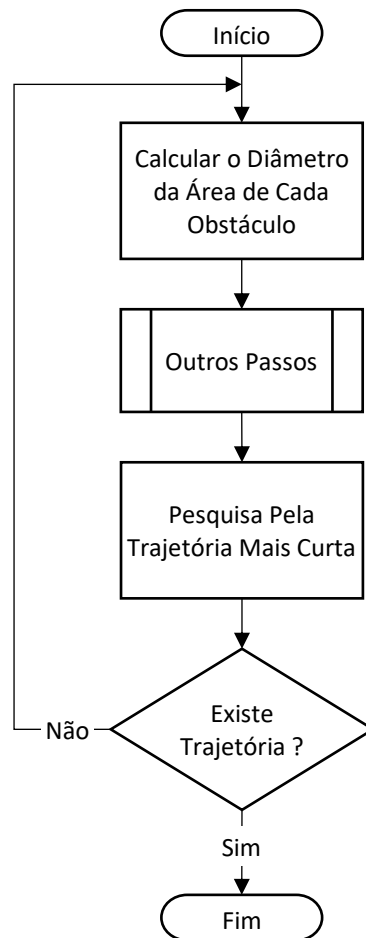 Início
Calcular o Diâmetro
da Área de Cada
Obstáculo
Outros Passos
Pesquisa Pela
Trajetória Mais Curta
Existe
Trajetória ?
Não
Sim
Fim